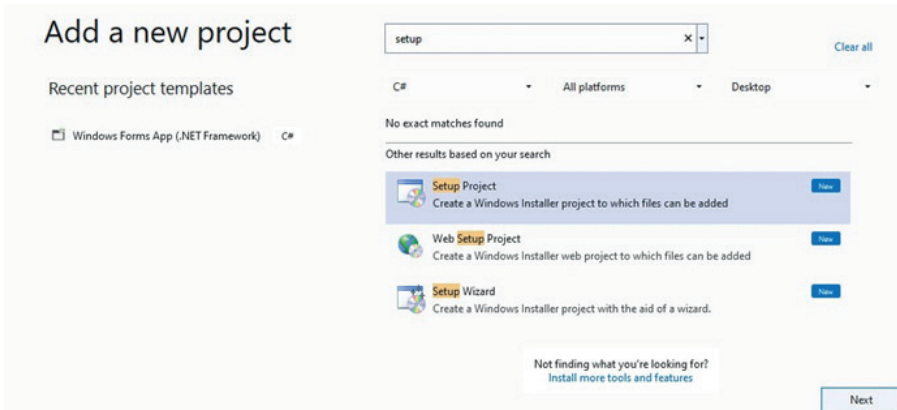 Add a new project
Recent project templates
Windows Forms App (.NET Framework) C#
setup
Clear all
C# All platforms Desktop
No exact matches found
Other results based on your search
Setup Project New
Create a Windows Installer project to which files can be added
Web Setup Project New
Create a Windows Installer web project to which files can be added
Setup Wizard New
Create a Windows Installer project with the aid of a wizard.
Not finding what you're looking for?
Install more tools and features
Next